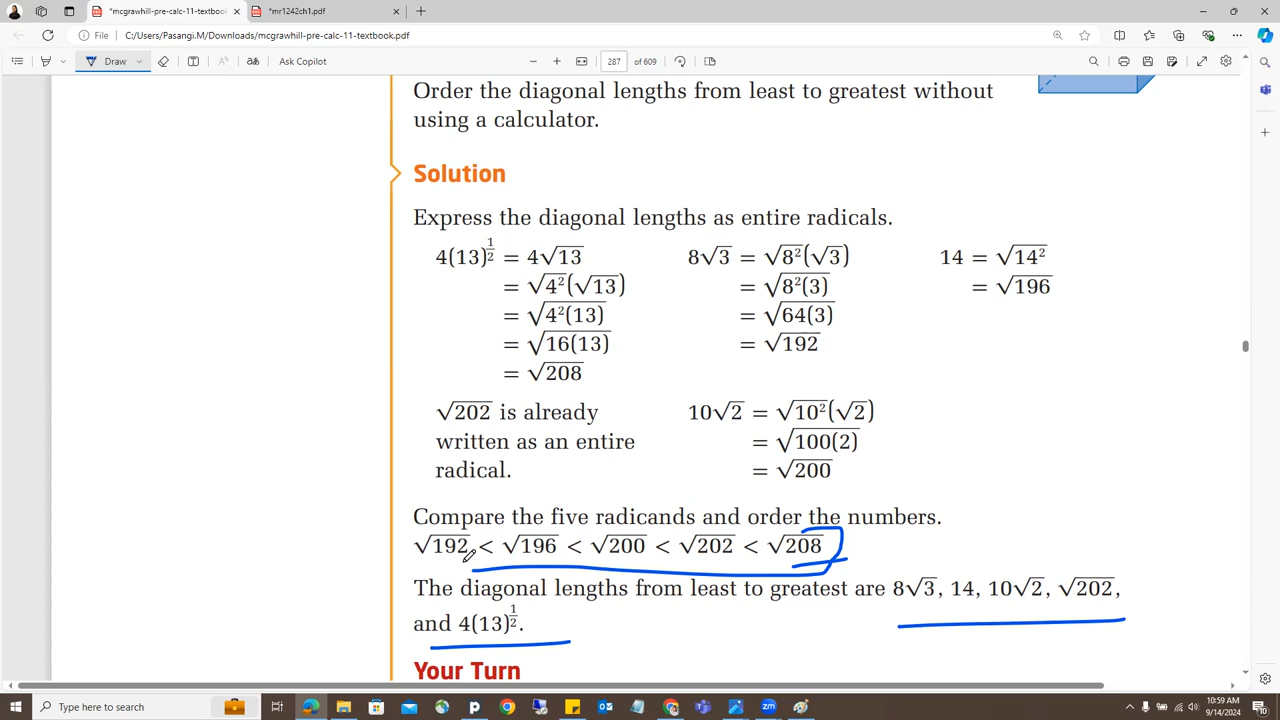 *mcgrawhill-pre-calc-11-textbook.pdf
*mr1242ch1.pdf
File C:/Users/Pasangi.M/Downloads/mcgrawhill-pre-calc-11-textbook.pdf
Draw 287 of 609 Ask Copilot
Order the diagonal lengths from least to greatest without
using a calculator.
Solution
Express the diagonal lengths as entire radicals.
4(13)^(1/2) = 4√13 8√3 = √8²(√3) 14 = √14²
= √4²(√13) = √8²(3) = √196
= √4²(13) = √64(3)
= √16(13) = √192
= √208
√202 is already 10√2 = √10²(√2)
written as an entire = √100(2)
radical. = √200
Compare the five radicands and order the numbers.
√192 < √196 < √200 < √202 < √208
The diagonal lengths from least to greatest are 8√3, 14, 10√2, √202,
and 4(13)^(1/2).
Your Turn
Type here to search
10:59 AM
9/14/2024